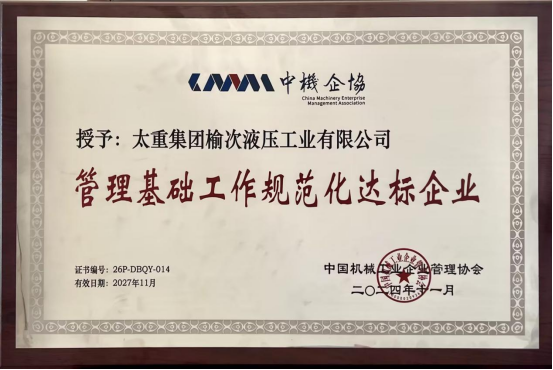 中機企協
China Machinery Enterprise
Management Association
授予：太重集团榆次液压工业有限公司
管理基础工作规范化达标企业
证书编号：26P-DBQY-014
有效日期：2027年11月
中国机械工业企业管理协会
二〇二四年十一月